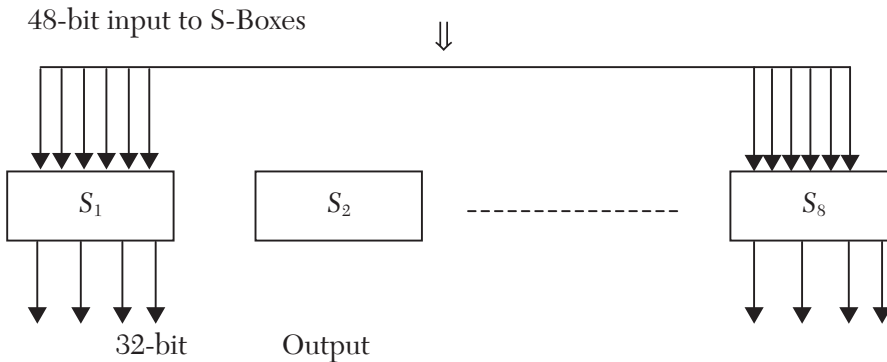 48-bit input to S-Boxes
⇓
S₁ S₂ S₈
32-bit Output